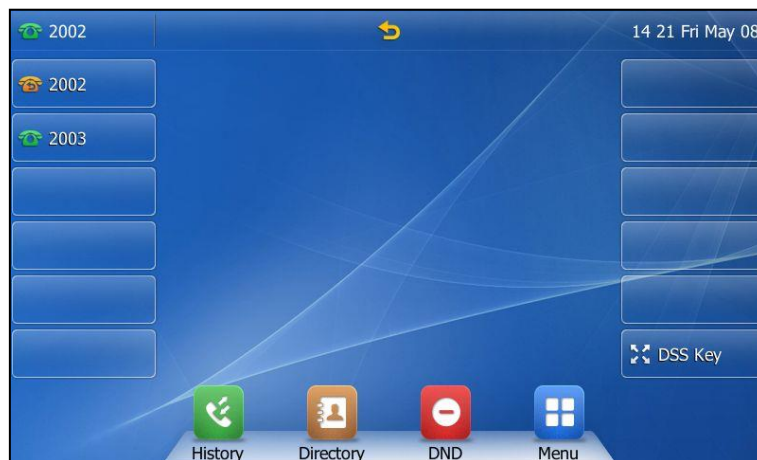 2002
14 21 Fri May 08
2002
2003
DSS Key
History
Directory
DND
Menu